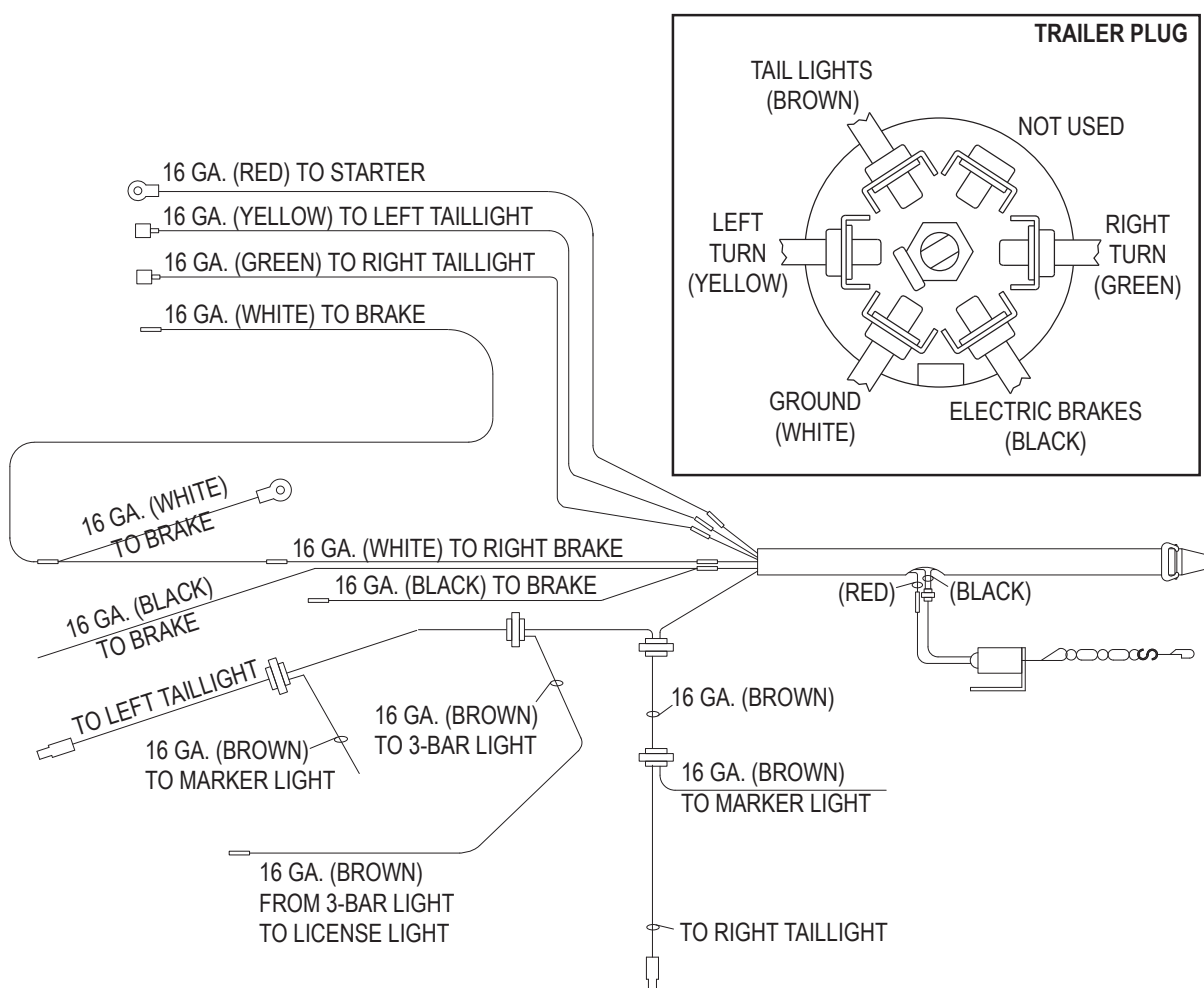 TRAILER PLUG
TAIL LIGHTS
(BROWN)
NOT USED
LEFT
TURN
(YELLOW)
RIGHT
TURN
(GREEN)
GROUND
(WHITE)
ELECTRIC BRAKES
(BLACK)
16 GA. (RED) TO STARTER
16 GA. (YELLOW) TO LEFT TAILLIGHT
16 GA. (GREEN) TO RIGHT TAILLIGHT
16 GA. (WHITE) TO BRAKE
16 GA. (WHITE)
TO BRAKE
16 GA. (WHITE) TO RIGHT BRAKE
16 GA. (BLACK) TO BRAKE
16 GA. (BLACK)
TO BRAKE
(RED)
(BLACK)
TO LEFT TAILLIGHT
16 GA. (BROWN)
TO MARKER LIGHT
16 GA. (BROWN)
TO 3-BAR LIGHT
16 GA. (BROWN)
16 GA. (BROWN)
TO MARKER LIGHT
16 GA. (BROWN)
FROM 3-BAR LIGHT
TO LICENSE LIGHT
TO RIGHT TAILLIGHT